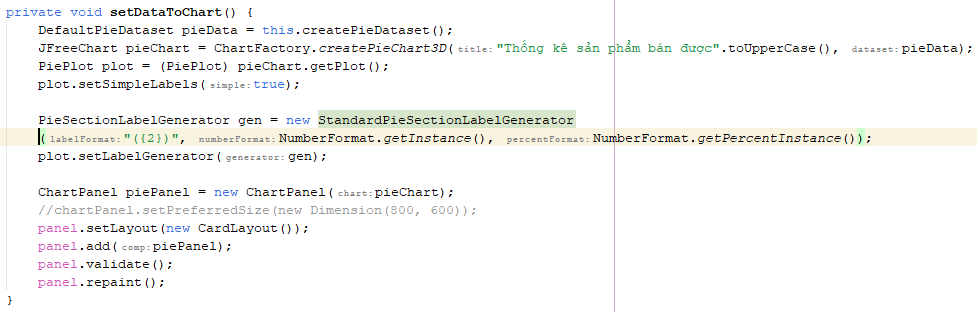 private void setDataToChart() {
DefaultPieDataset pieData = this.createPieDataset();
JFreeChart pieChart = ChartFactory.createPieChart3D( title: "Thống kê sản phẩm bán được".toUpperCase(), dataset: pieData);
PiePlot plot = (PiePlot) pieChart.getPlot();
plot.setSimpleLabels( simple: true);
PieSectionLabelGenerator gen = new StandardPieSectionLabelGenerator
( labelFormat: "({2})", numberFormat: NumberFormat.getInstance(), percentFormat: NumberFormat.getPercentInstance());
plot.setLabelGenerator( generator: gen);
ChartPanel piePanel = new ChartPanel( chart: pieChart);
//chartPanel.setPreferredSize(new Dimension(800, 600));
panel.setLayout(new CardLayout());
panel.add( comp: piePanel);
panel.validate();
panel.repaint();
}